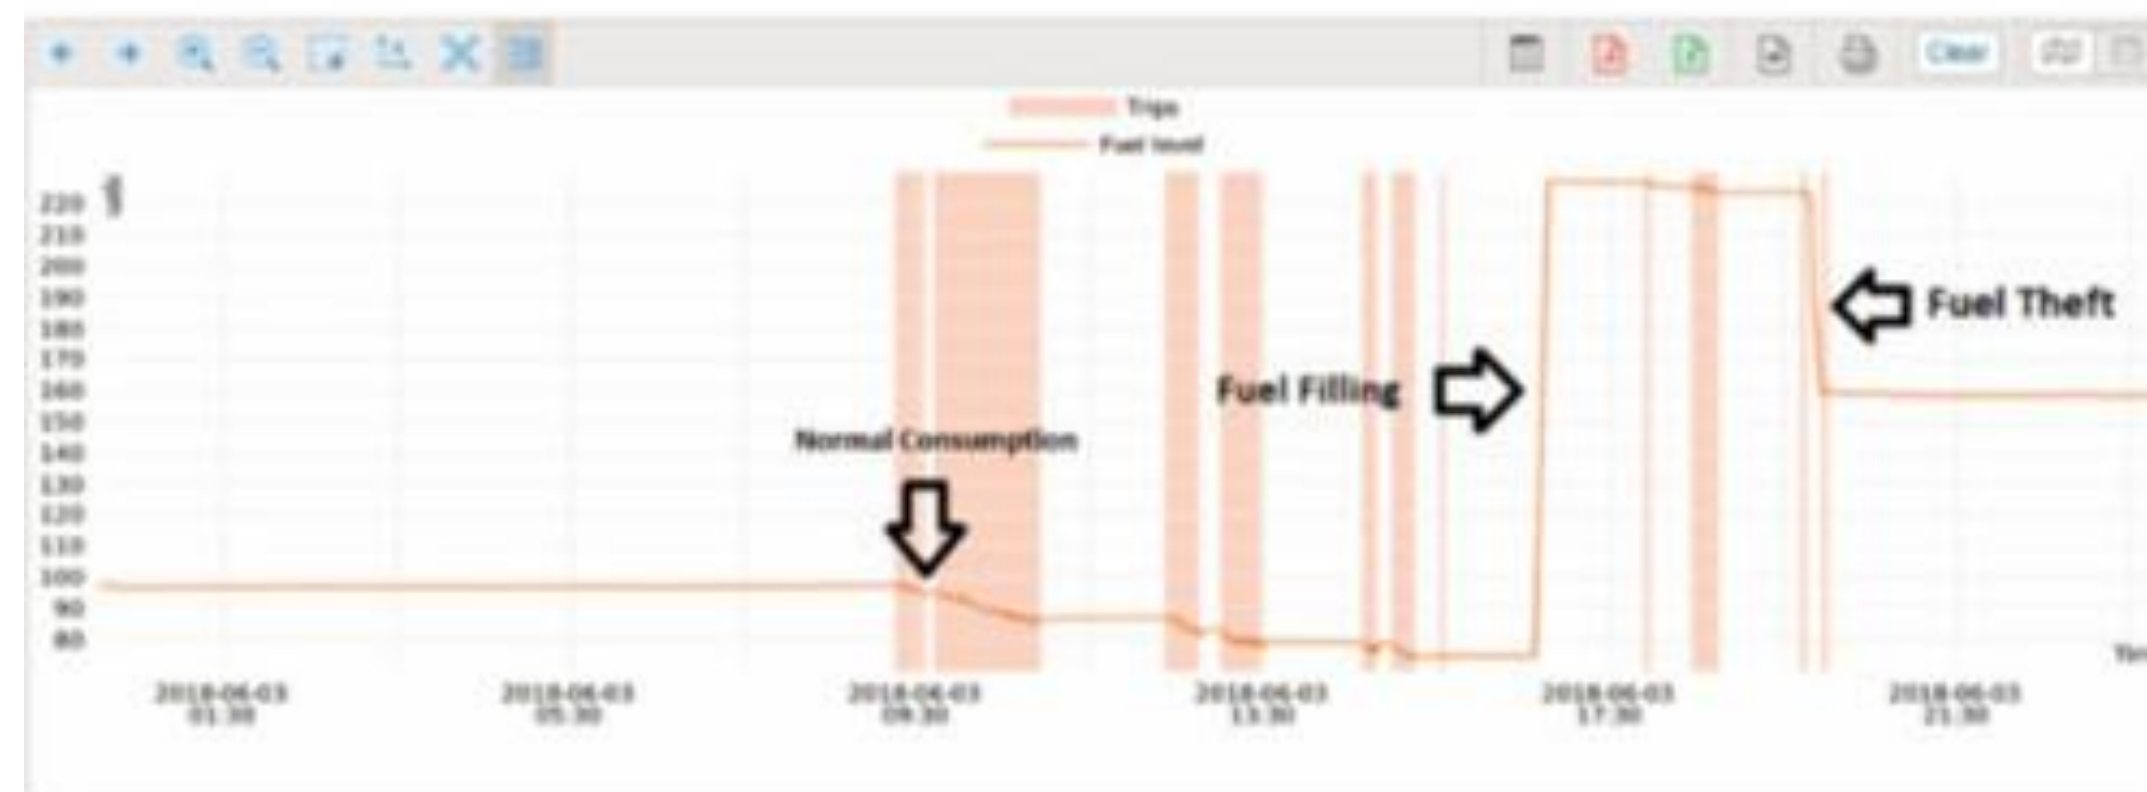 Clear
Trips
Fuel level
220
210
200
190
180
170
160
150
140
130
120
110
100
90
80
Fuel Theft
Fuel Filling
Normal Consumption
2018-06-03 2018-06-03 2018-06-03 2018-06-03 2018-06-03 2018-06-03
01:30 05:30 09:30 13:30 17:30 21:30